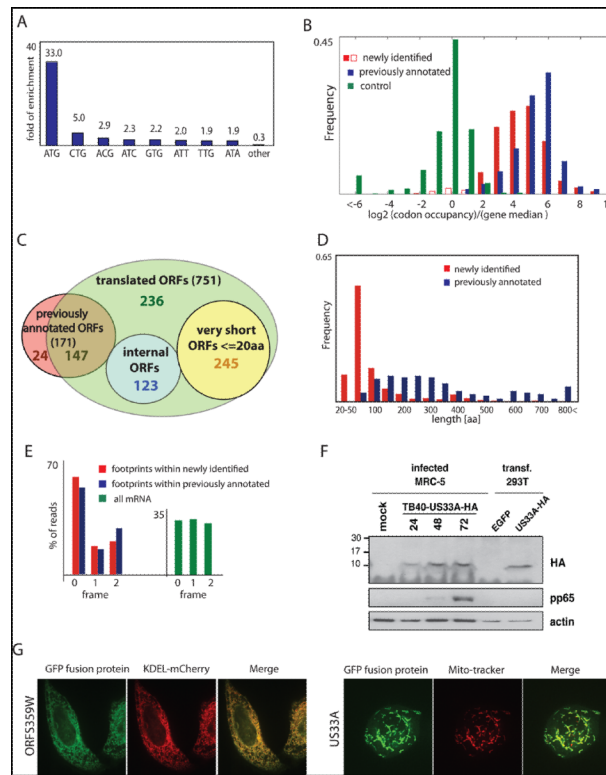 A
fold of enrichment
40
33.0
5.0
2.9
2.3
2.2
2.0
1.9
1.9
0.3
ATG CTG ACG ATC GTG ATT TTG ATA other
B
0.45
Frequency
newly identified
previously annotated
control
<-6 -4 -2 0 2 4 6 8 1
log2 (codon occupancy)/(gene median )
C
translated ORFs (751)
236
previously
annotated ORFs
(171)
24 147
internal
ORFs
123
very short
ORFs <=20aa
245
D
0.65
Frequency
newly identified
previously annotated
20-50 100 200 300 400 500 600 700 800<
length [aa]
E
70
% of reads
footprints within newly identified
footprints within previously annotated
all mRNA
35
0 1 2
frame
0 1 2
frame
F
infected
MRC-5
transf.
293T
mock
TB40-US33A-HA
24
48
72
EGFP
US33A-HA
30
17
10
HA
pp65
actin
G
GFP fusion protein KDEL-mCherry Merge
ORFS359W
GFP fusion protein Mito-tracker Merge
US33A